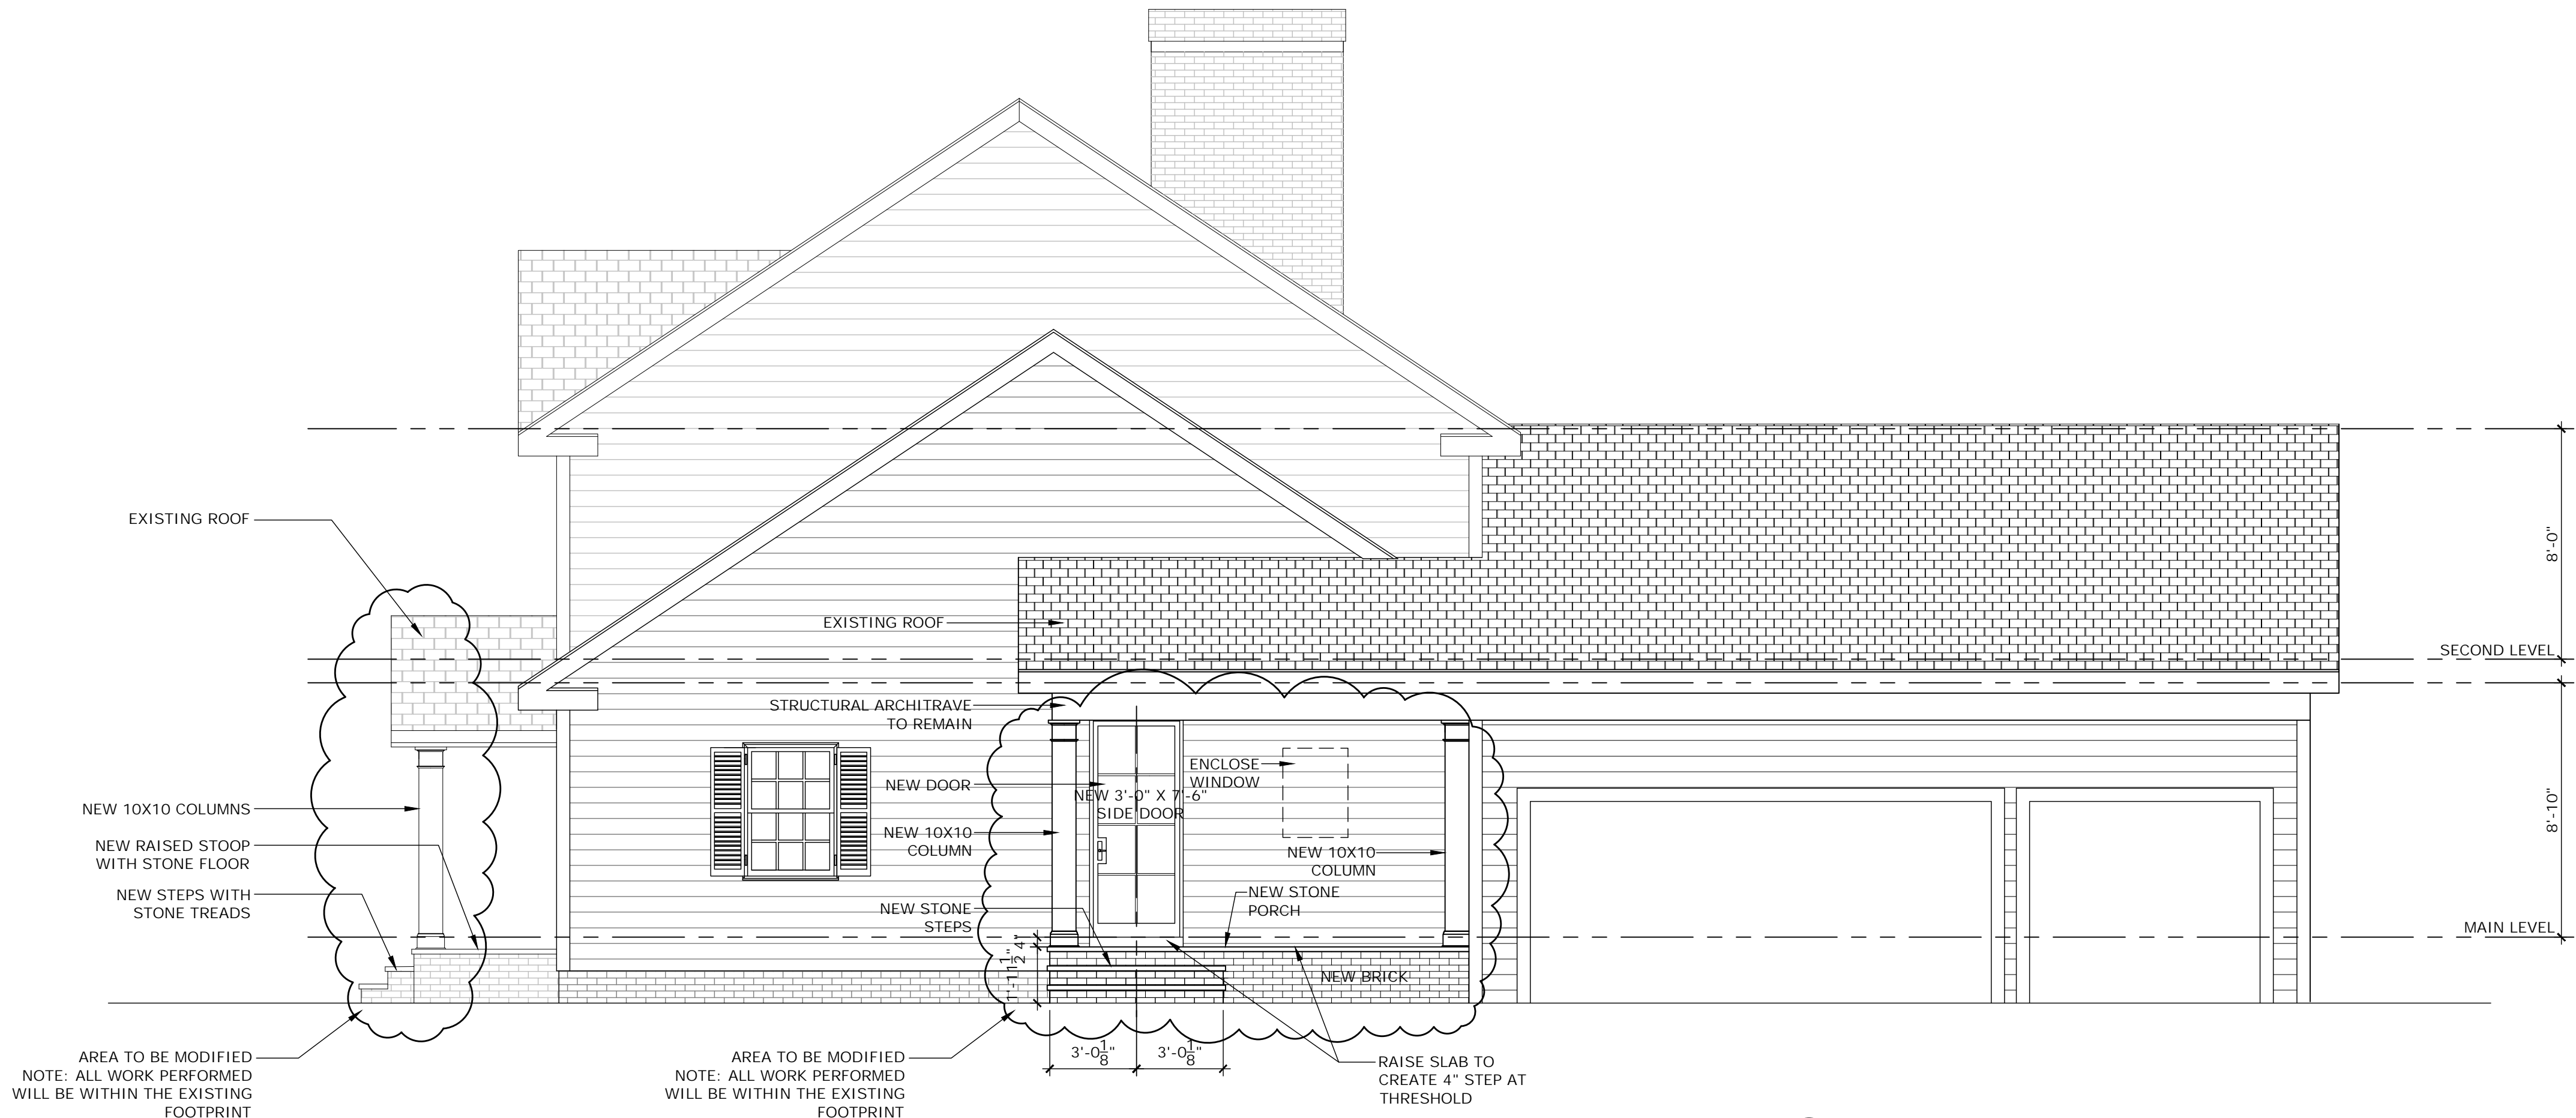 EXISTING ROOF
8'-0"
EXISTING ROOF
SECOND LEVEL
STRUCTURAL ARCHITRAVE
TO REMAIN
ENCLOSE
WINDOW
NEW DOOR
NEW 3'-0" X 7'-6"
SIDE DOOR
8'-10"
NEW 10X10 COLUMNS
NEW 10X10
COLUMN
NEW RAISED STOOP
WITH STONE FLOOR
NEW 10X10
COLUMN
NEW STEPS WITH
STONE TREADS
NEW STONE
PORCH
NEW STONE
STEPS
MAIN LEVEL
4"
1'-11 1/2"
NEW BRICK
3'-0 1/8"
3'-0 1/8"
AREA TO BE MODIFIED
NOTE: ALL WORK PERFORMED
WILL BE WITHIN THE EXISTING
FOOTPRINT
AREA TO BE MODIFIED
NOTE: ALL WORK PERFORMED
WILL BE WITHIN THE EXISTING
FOOTPRINT
RAISE SLAB TO
CREATE 4" STEP AT
THRESHOLD